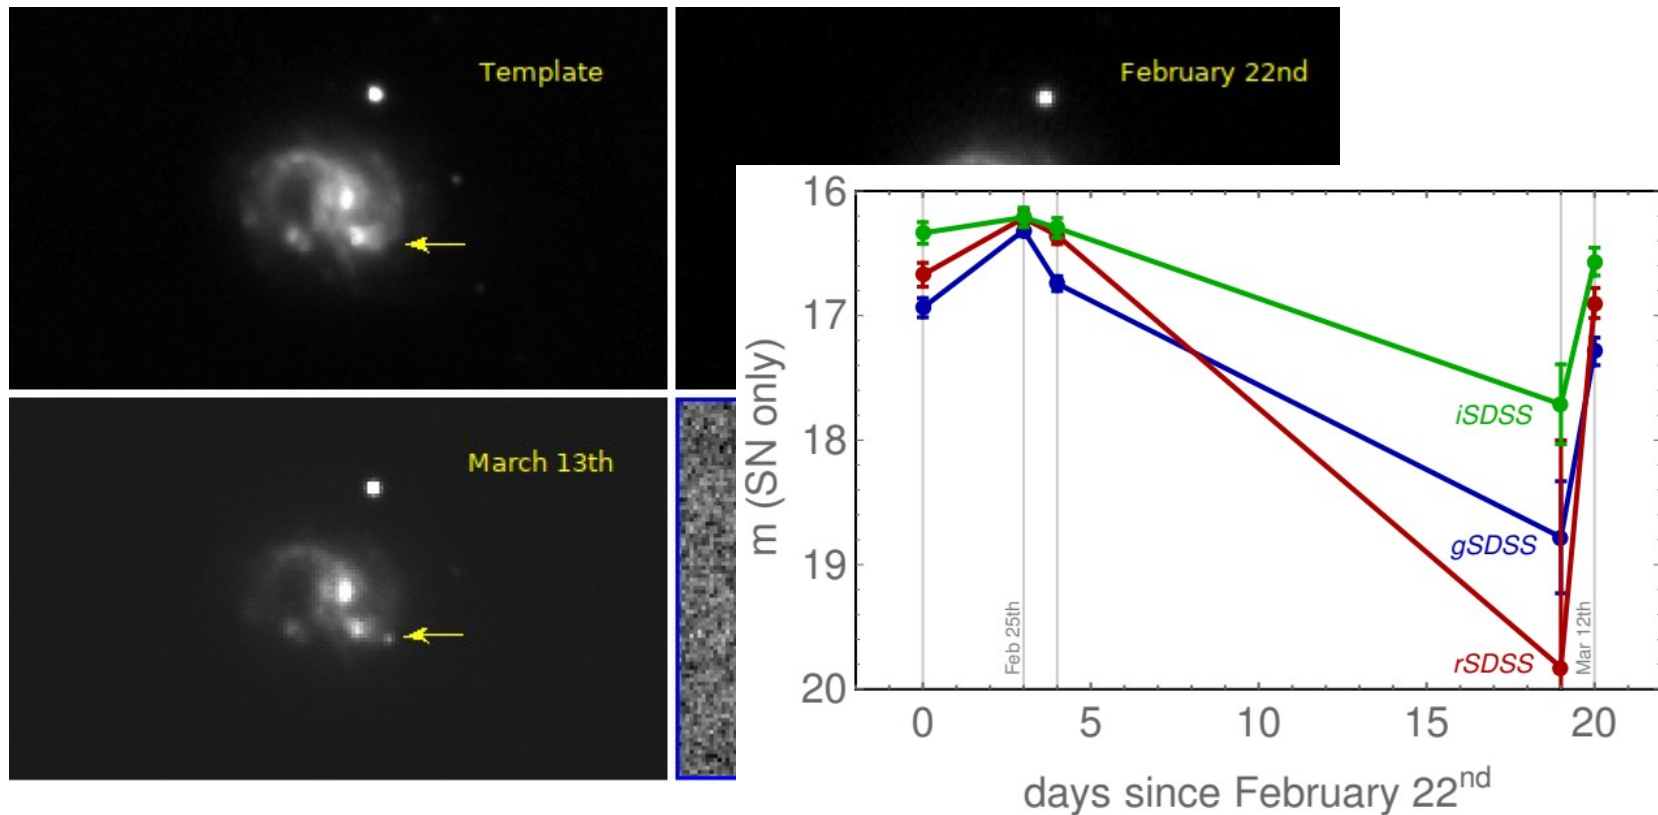 Template
February 22nd
March 13th
16
17
18
19
20
m (SN only)
iSDSS
gSDSS
rSDSS
Feb 25th
Mar 12th
0
5
10
15
20
days since February 22nd